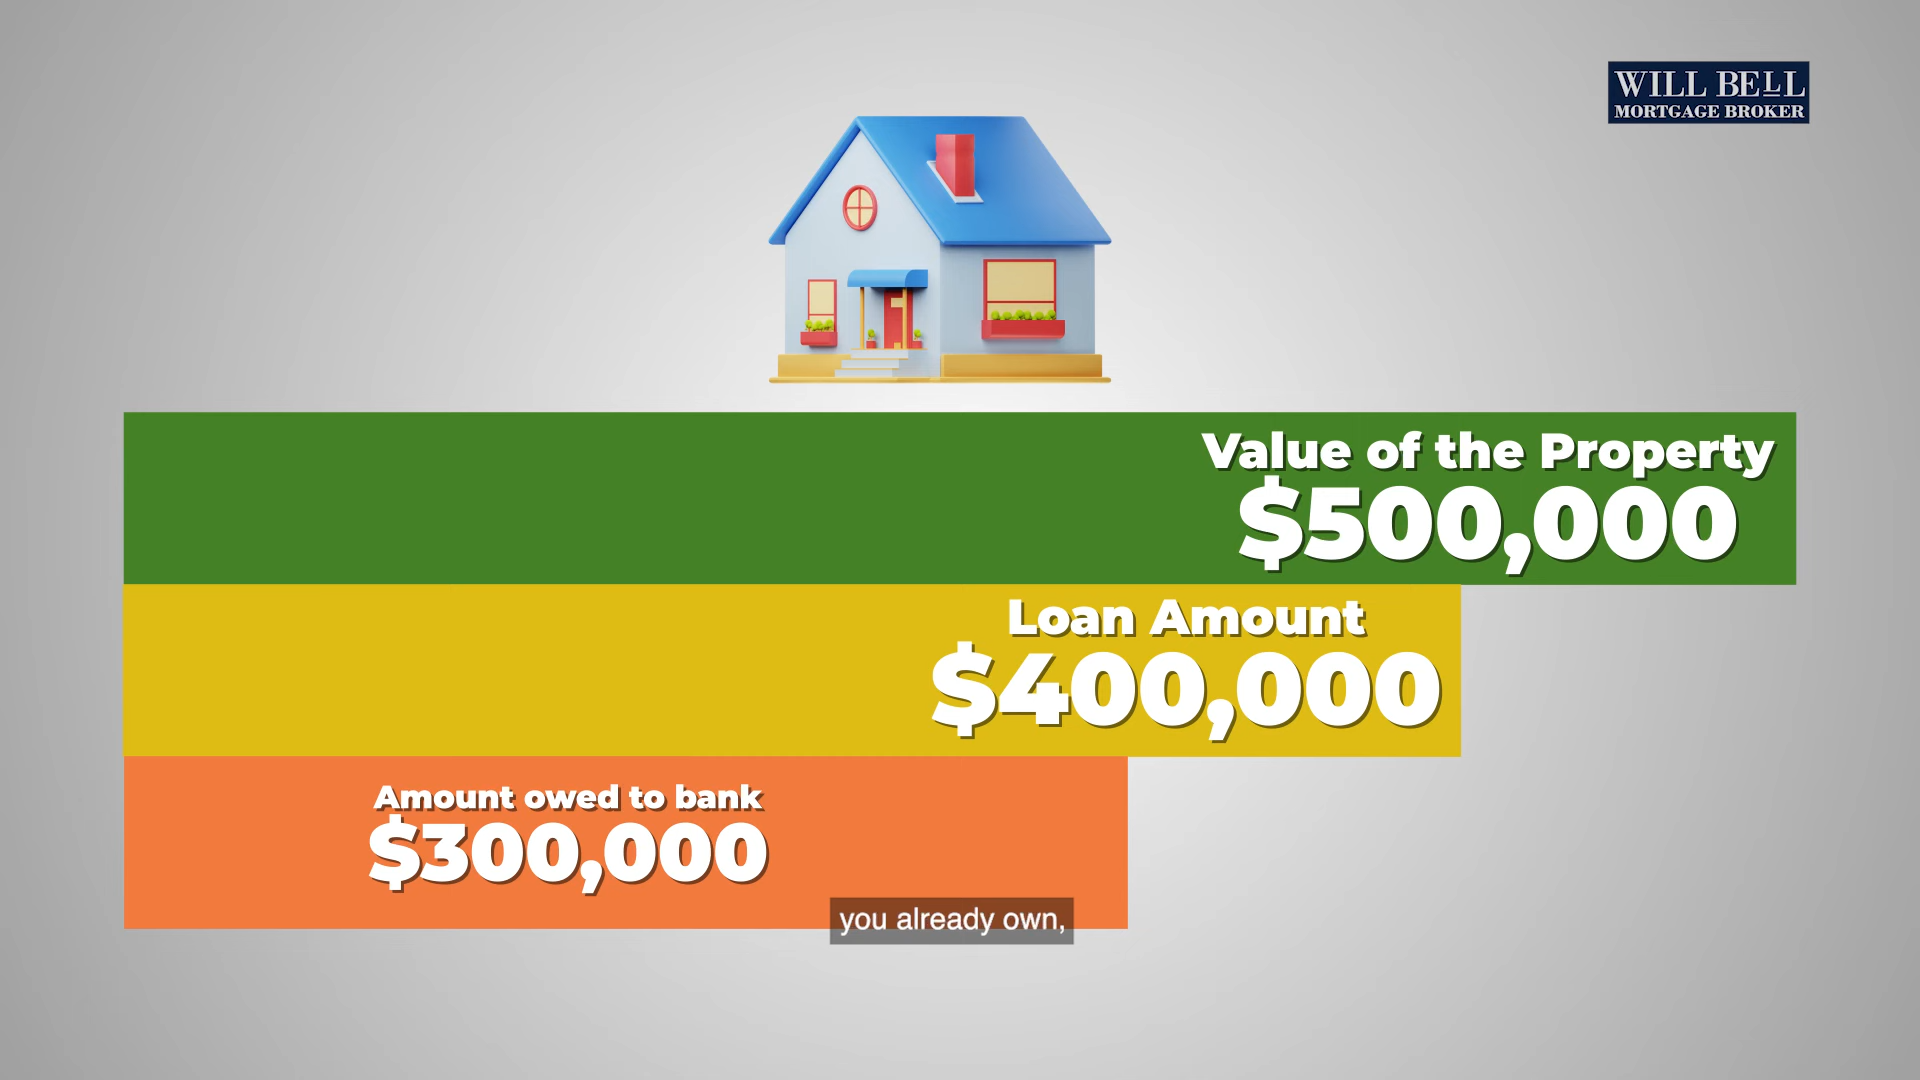 WILL BELL
MORTGAGE BROKER
Value of the Property
$500,000
Loan Amount
$400,000
Amount owed to bank
$300,000
you already own,